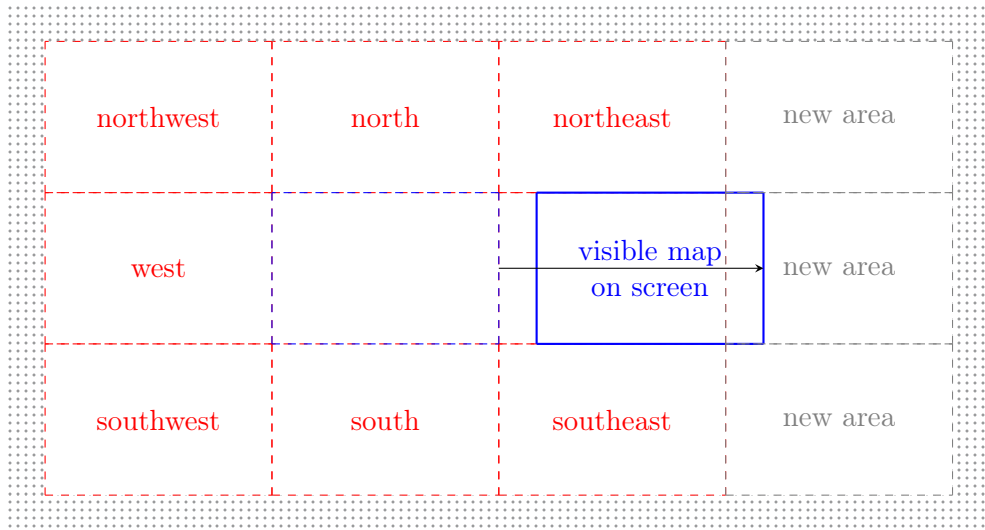 northwest
north
northeast
new area
west
visible map
on screen
new area
southwest
south
southeast
new area